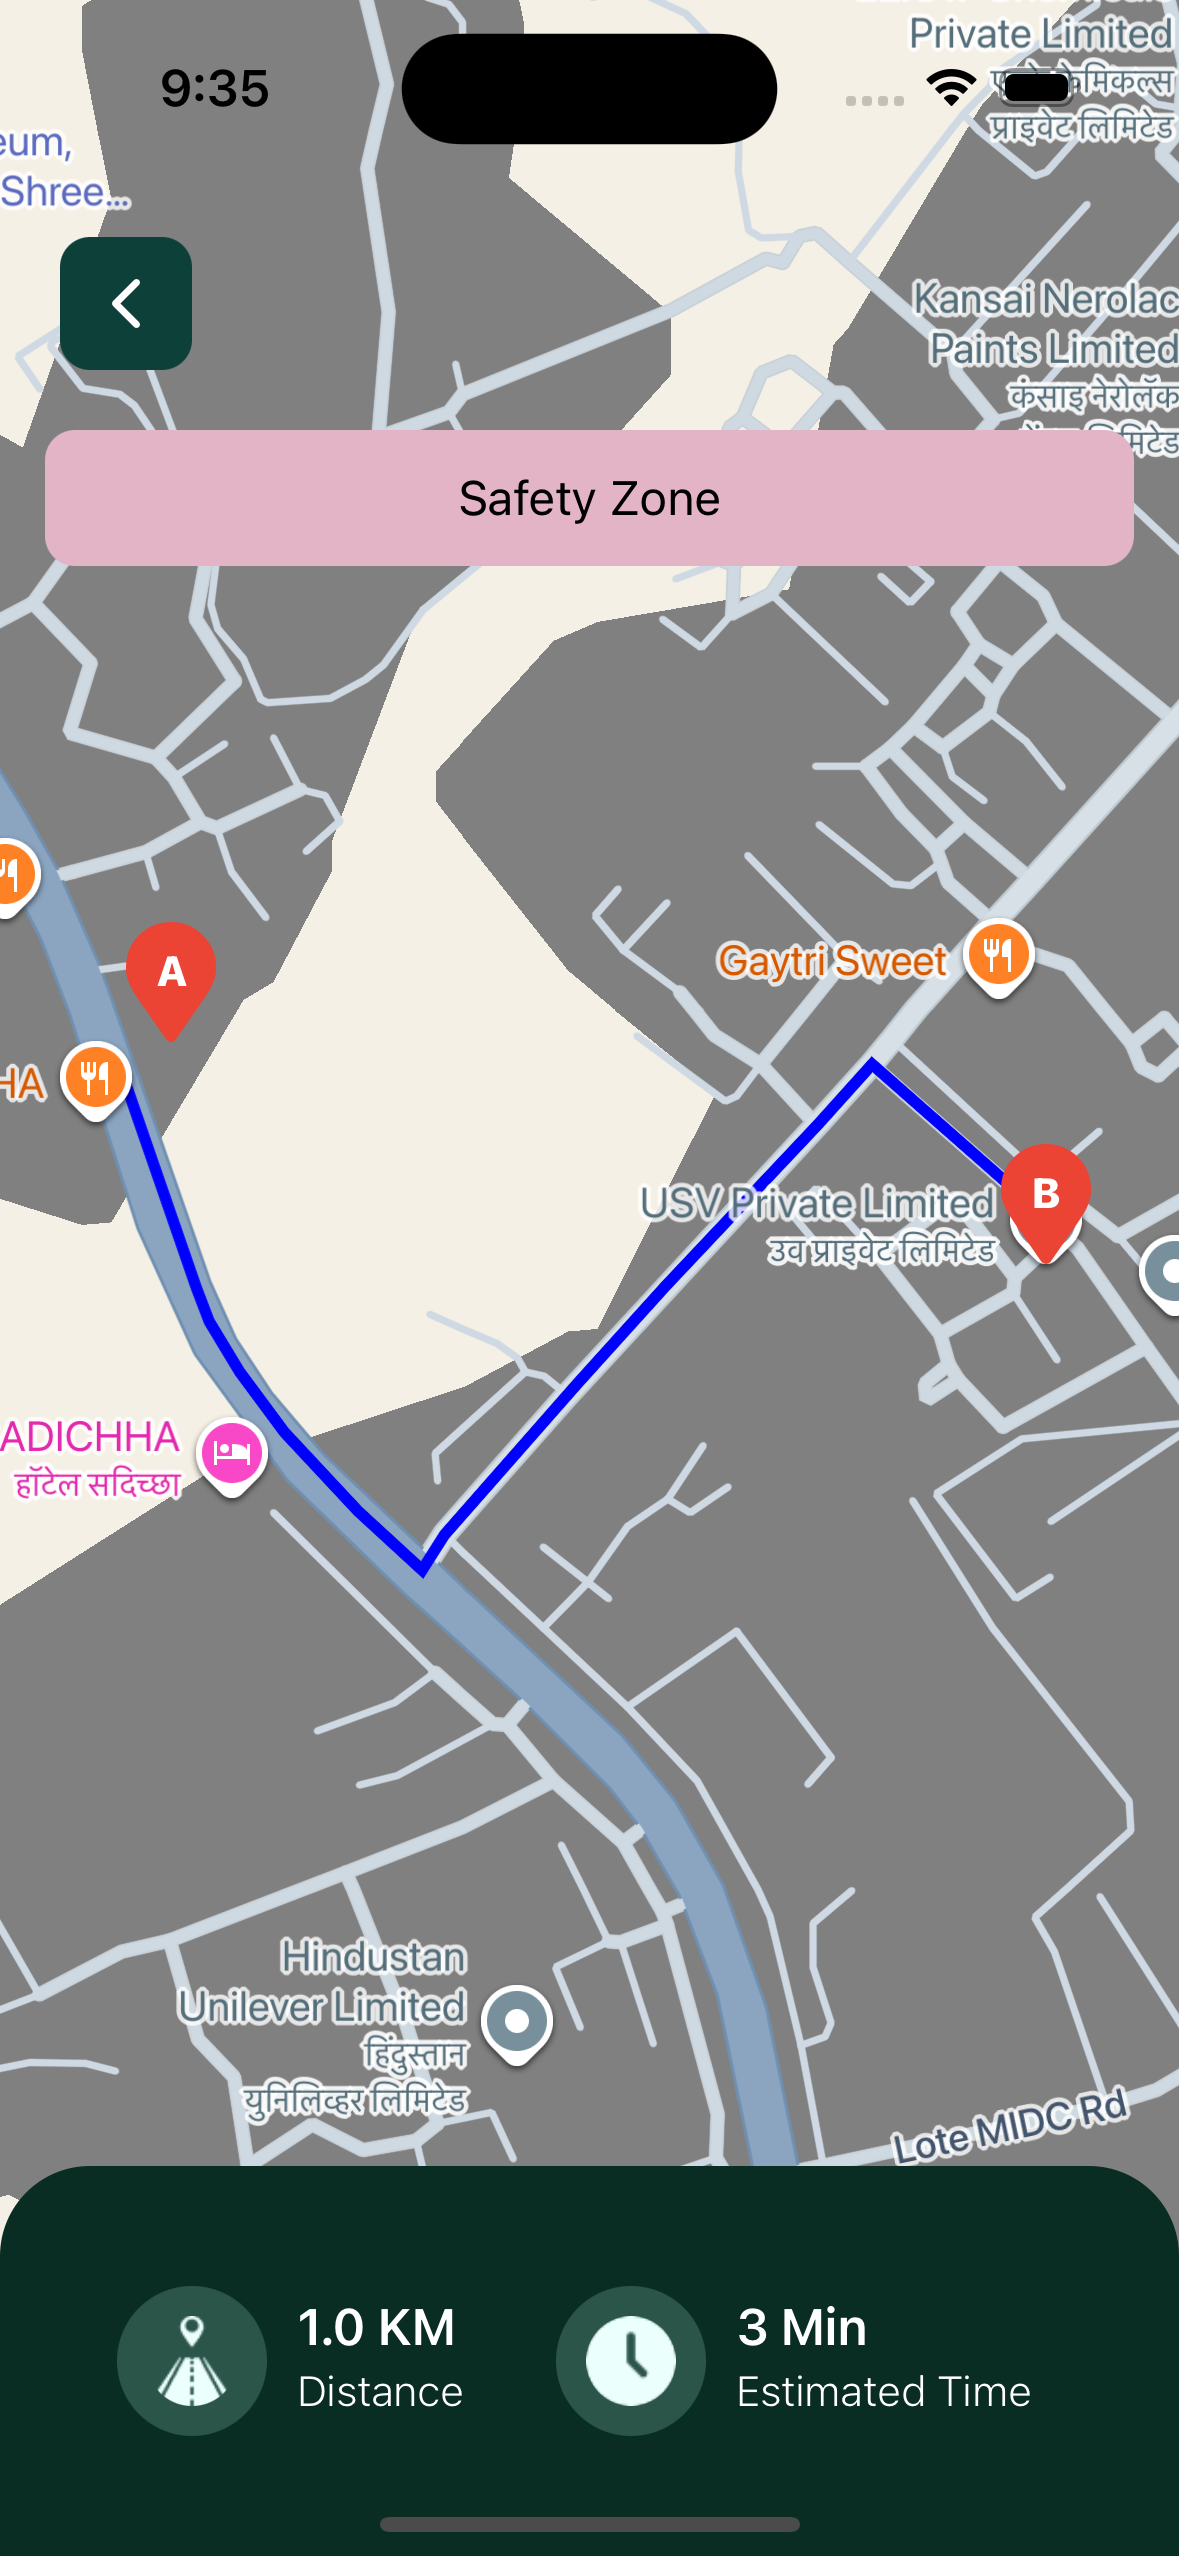 Private Limited
9:35
प्राइवेट लिमिटेड
eum,
Shree...
Kansai Nerolac
Paints Limited
कंसाइ नेरोलॅक
Safety Zone
A
Gaytri Sweet
HA
USV Private Limited
उव प्राइवेट लिमिटेड
B
ADICHHA
हॉटेल सदिच्छा
Hindustan
Unilever Limited
हिंदुस्तान
युनिलिव्हर लिमिटेड
Lote MIDC Rd
1.0 KM
Distance
3 Min
Estimated Time